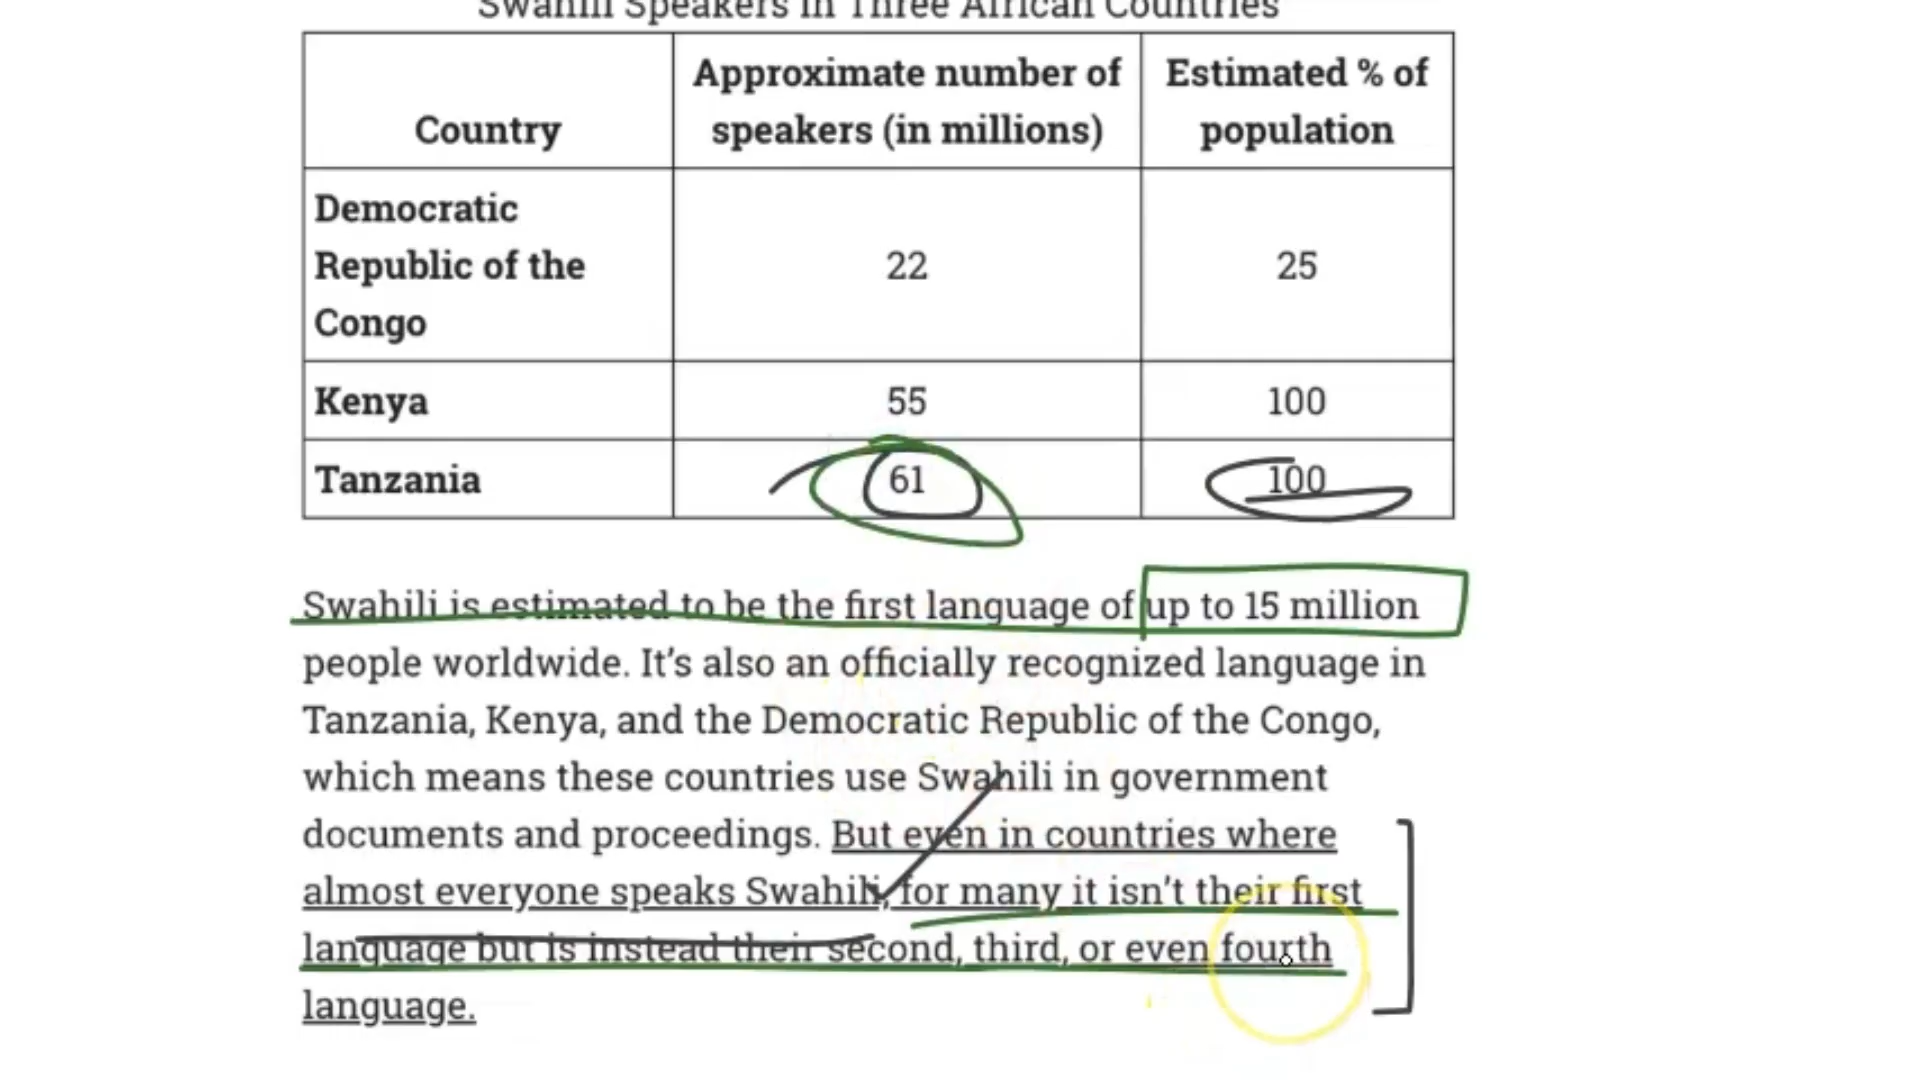 Swahili Speakers in Three African Countries
Country
Approximate number of
speakers (in millions)
Estimated % of
population
Democratic
Republic of the
Congo
22
25
Kenya
55
100
Tanzania
61
100
Swahili is estimated to be the first language of up to 15 million
people worldwide. It’s also an officially recognized language in
Tanzania, Kenya, and the Democratic Republic of the Congo,
which means these countries use Swahili in government
documents and proceedings. But even in countries where
almost everyone speaks Swahili, for many it isn’t their first
language but is instead their second, third, or even fourth
language.